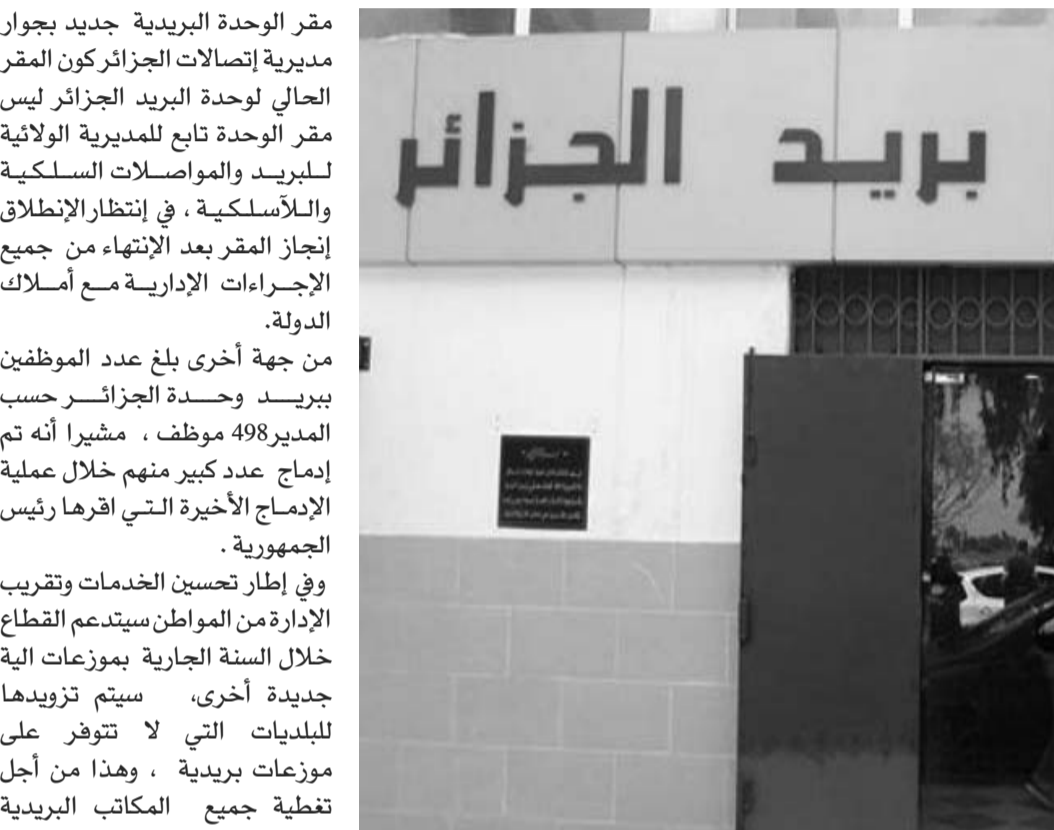 بريد الجزائر
مقر الوحدة البريدية جديد بجوار
مديرية إتصالات الجزائر كون المقر
الحالي لوحدة البريد الجزائر ليس
مقر الوحدة تابع للمديرية الولائية
للبريد والمواصلات السلكية
واللآسلكية ، في إنتظار الإنطلاق
إنجاز المقر بعد الإنتهاء من جميع
الإجراءات الإدارية مع أملاك
الدولة.
من جهة أخرى بلغ عدد الموظفين
ببريد وحدة الجزائر حسب
المدير498 موظف ، مشيرا أنه تم
إدماج عدد كبير منهم خلال عملية
الإدماج الأخيرة التي اقرها رئيس
الجمهورية .
وفي إطار تحسين الخدمات وتقريب
الإدارة من المواطن سيتدعم القطاع
خلال السنة الجارية بموزعات الية
جديدة أخرى، سيتم تزويدها
للبلديات التي لا تتوفر على
موزعات بريدية ، وهذا من أجل
تغطية جميع المكاتب البريدية